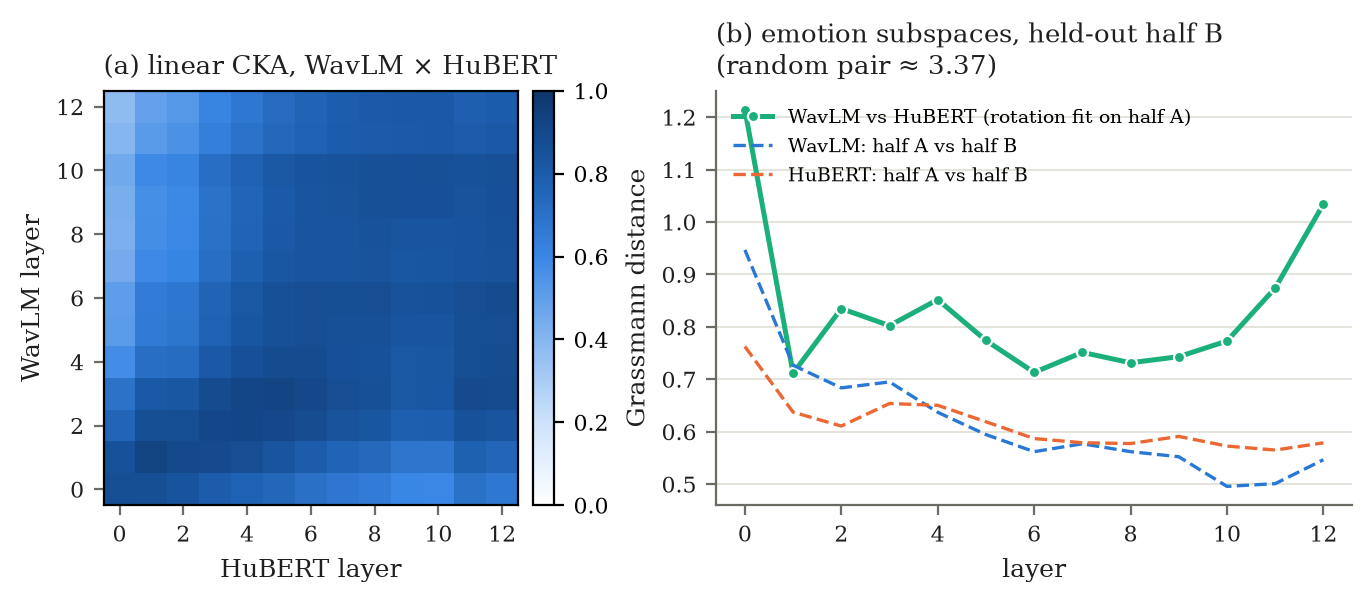 (a) linear CKA, WavLM × HuBERT
12
10
8
6
4
2
0
WavLM layer
0 2 4 6 8 10 12
HuBERT layer
1.0
0.8
0.6
0.4
0.2
0.0
(b) emotion subspaces, held-out half B
(random pair ≈ 3.37)
WavLM vs HuBERT (rotation fit on half A)
WavLM: half A vs half B
HuBERT: half A vs half B
1.2
1.1
1.0
0.9
0.8
0.7
0.6
0.5
Grassmann distance
0 2 4 6 8 10 12
layer